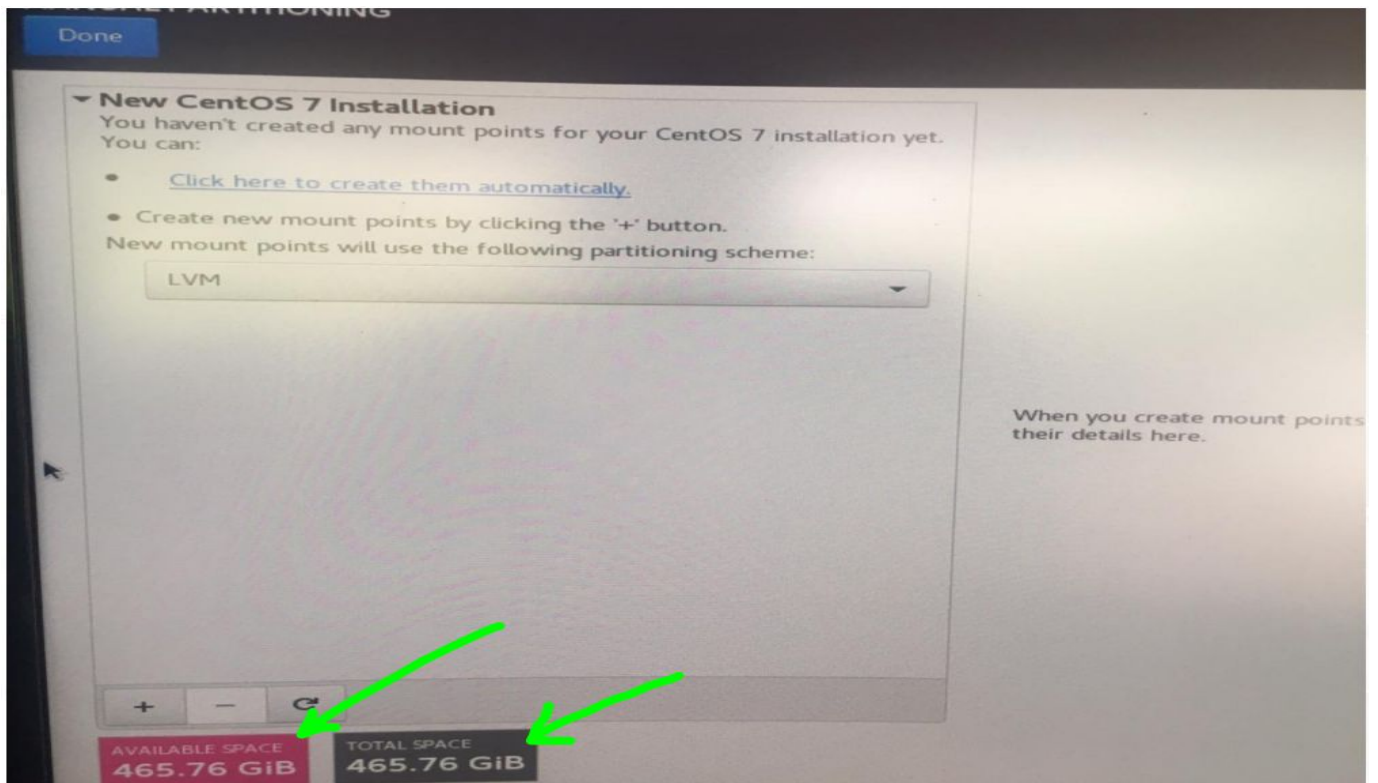 MANUAL PARTITIONING
Done
New CentOS 7 Installation
You haven't created any mount points for your CentOS 7 installation yet.
You can:
Click here to create them automatically.
Create new mount points by clicking the '+' button.
New mount points will use the following partitioning scheme:
LVM
When you create mount points
their details here.
+ −
AVAILABLE SPACE
465.76 GiB
TOTAL SPACE
465.76 GiB